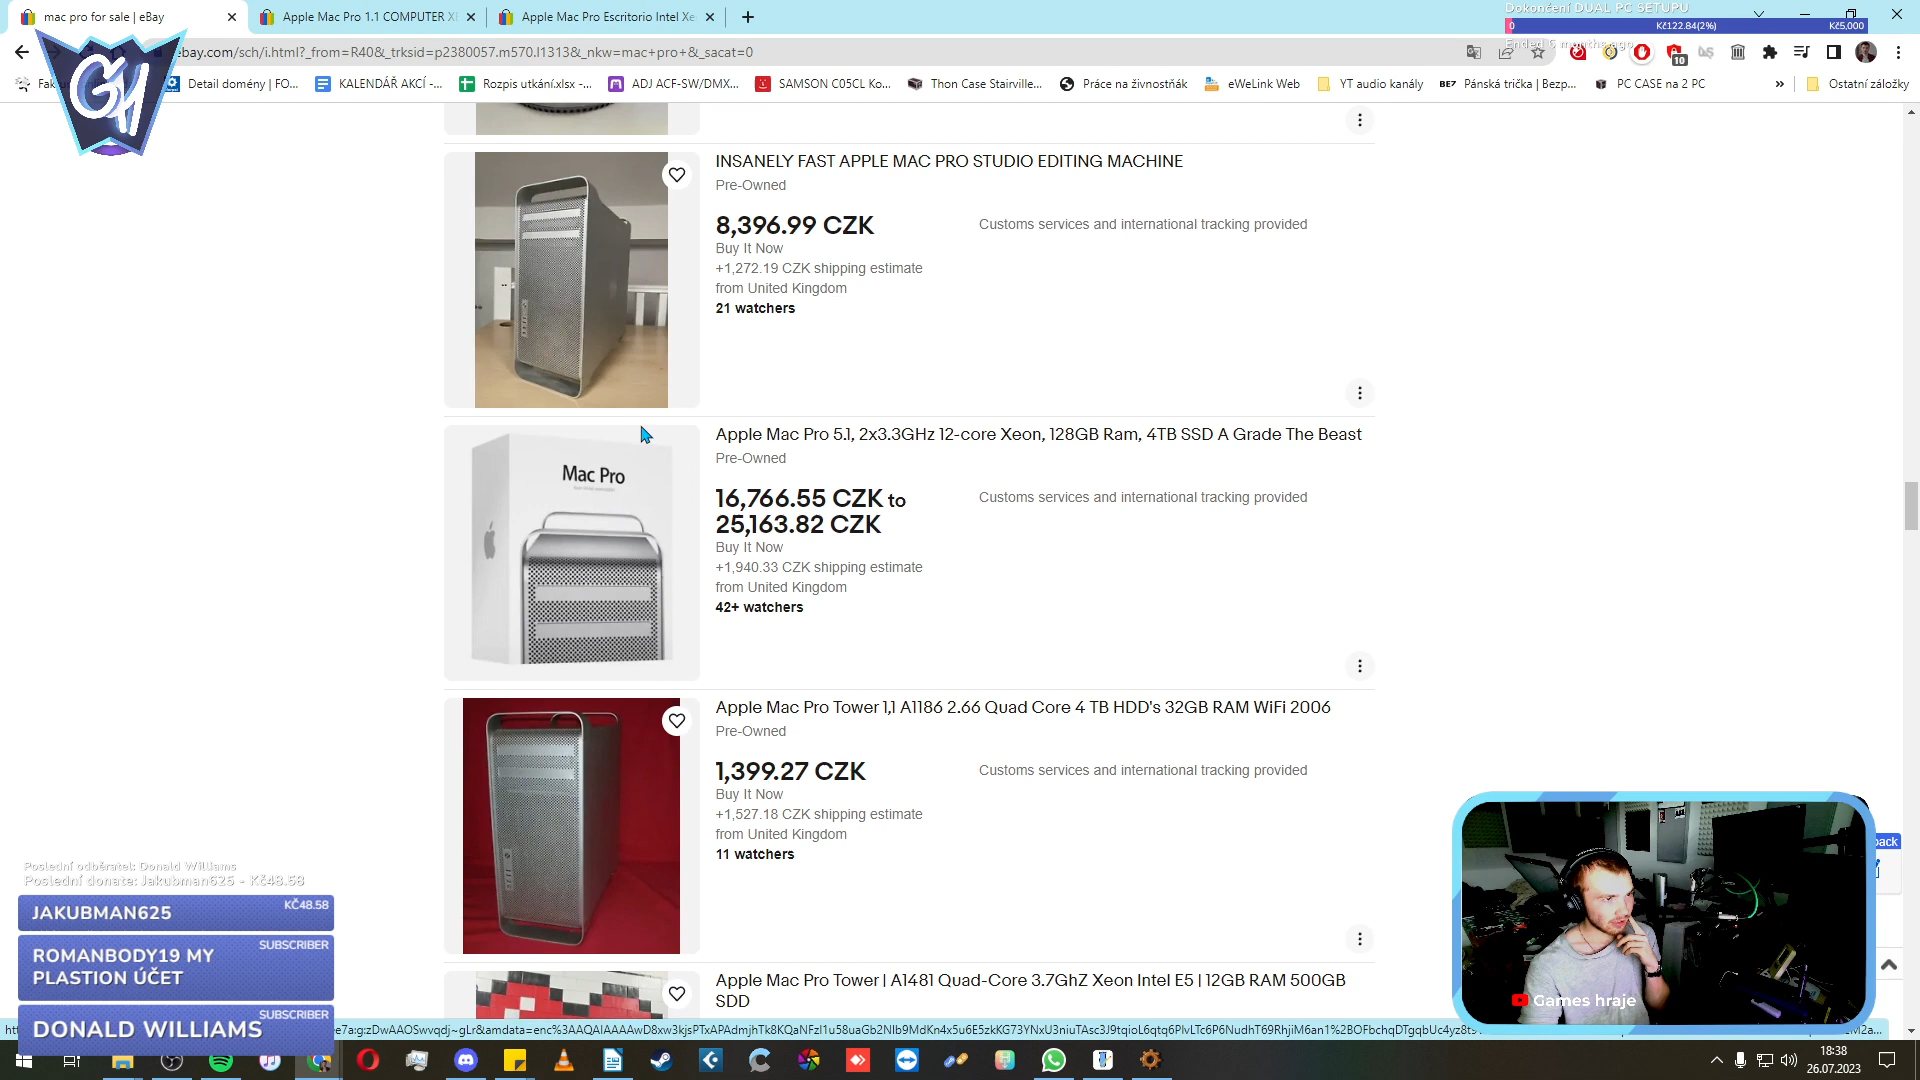 mac pro for sale | eBay
Apple Mac Pro 1.1 COMPUTER X
Apple Mac Pro Escritorio Intel Xe
Dokončení DUAL PC SETUPU
0 Kč122.84(2%) Kč5,000
Ended 6 months ago
ebay.com/sch/i.html?_from=R40&_trksid=p2380057.m570.l1313&_nkw=mac+pro+&_sacat=0
10
GH
Detail domény | FO...
KALENDÁŘ AKCÍ -...
Rozpis utkání.xlsx -...
ADJ ACF-SW/DMX...
SAMSON C05CL Ko...
Thon Case Stairville...
Práce na živnostňák
eWeLink Web
YT audio kanály
Pánská trička | Bezp...
PC CASE na 2 PC
»
Ostatní záložky
INSANELY FAST APPLE MAC PRO STUDIO EDITING MACHINE
Pre-Owned
8,396.99 CZK
Customs services and international tracking provided
Buy It Now
+1,272.19 CZK shipping estimate
from United Kingdom
21 watchers
Mac Pro
Apple Mac Pro 5.1, 2x3.3GHz 12-core Xeon, 128GB Ram, 4TB SSD A Grade The Beast
Pre-Owned
16,766.55 CZK to
25,163.82 CZK
Customs services and international tracking provided
Buy It Now
+1,940.33 CZK shipping estimate
from United Kingdom
42+ watchers
Apple Mac Pro Tower 1,1 A1186 2.66 Quad Core 4 TB HDD's 32GB RAM WiFi 2006
Pre-Owned
1,399.27 CZK
Customs services and international tracking provided
Buy It Now
+1,527.18 CZK shipping estimate
from United Kingdom
11 watchers
Apple Mac Pro Tower | A1481 Quad-Core 3.7GhZ Xeon Intel E5 | 12GB RAM 500GB
SDD
Poslední odběratel: Donald Williams
Poslední donate: Jakubman625 - Kč48.58
JAKUBMAN625 KČ48.58
ROMANBODY19 MY
PLASTION ÚČET
SUBSCRIBER
DONALD WILLIAMS
SUBSCRIBER
Games hraje
18:38
26.07.2023